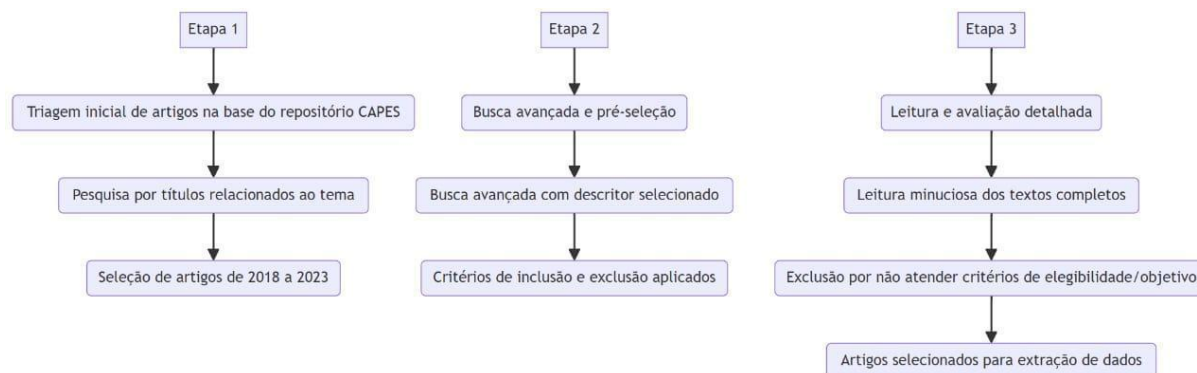 Etapa 1
Triagem inicial de artigos na base do repositório CAPES
Pesquisa por títulos relacionados ao tema
Seleção de artigos de 2018 a 2023
Etapa 2
Busca avançada e pré-seleção
Busca avançada com descritor selecionado
Critérios de inclusão e exclusão aplicados
Etapa 3
Leitura e avaliação detalhada
Leitura minuciosa dos textos completos
Exclusão por não atender critérios de elegibilidade/objetivo
Artigos selecionados para extração de dados